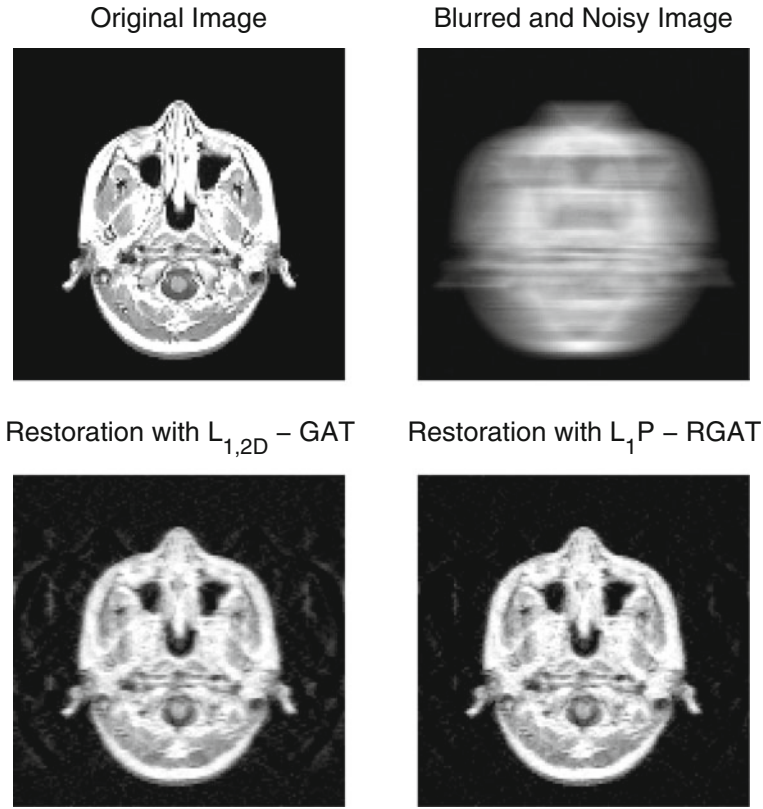 Original Image
Blurred and Noisy Image
Restoration with L1,2D – GAT
Restoration with L1P – RGAT